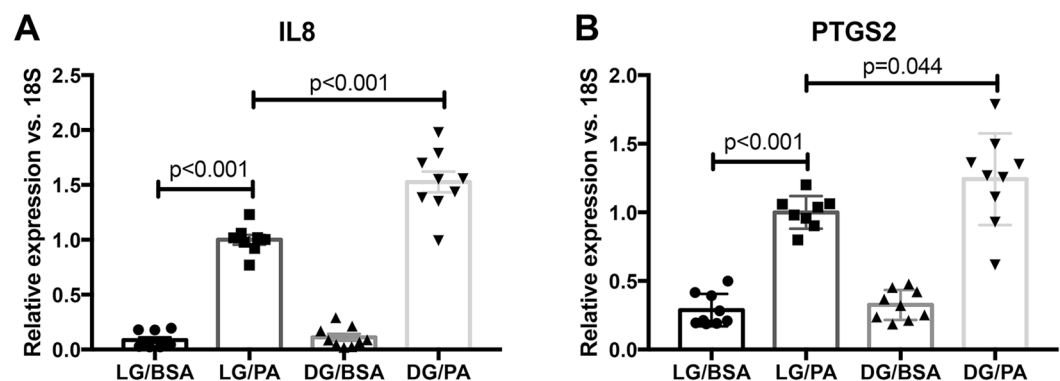 A
IL8
Relative expression vs. 18S
2.5
2.0
1.5
1.0
0.5
0.0
p<0.001
p<0.001
LG/BSA LG/PA DG/BSA DG/PA
B
PTGS2
Relative expression vs. 18S
2.0
1.5
1.0
0.5
0.0
p=0.044
p<0.001
LG/BSA LG/PA DG/BSA DG/PA